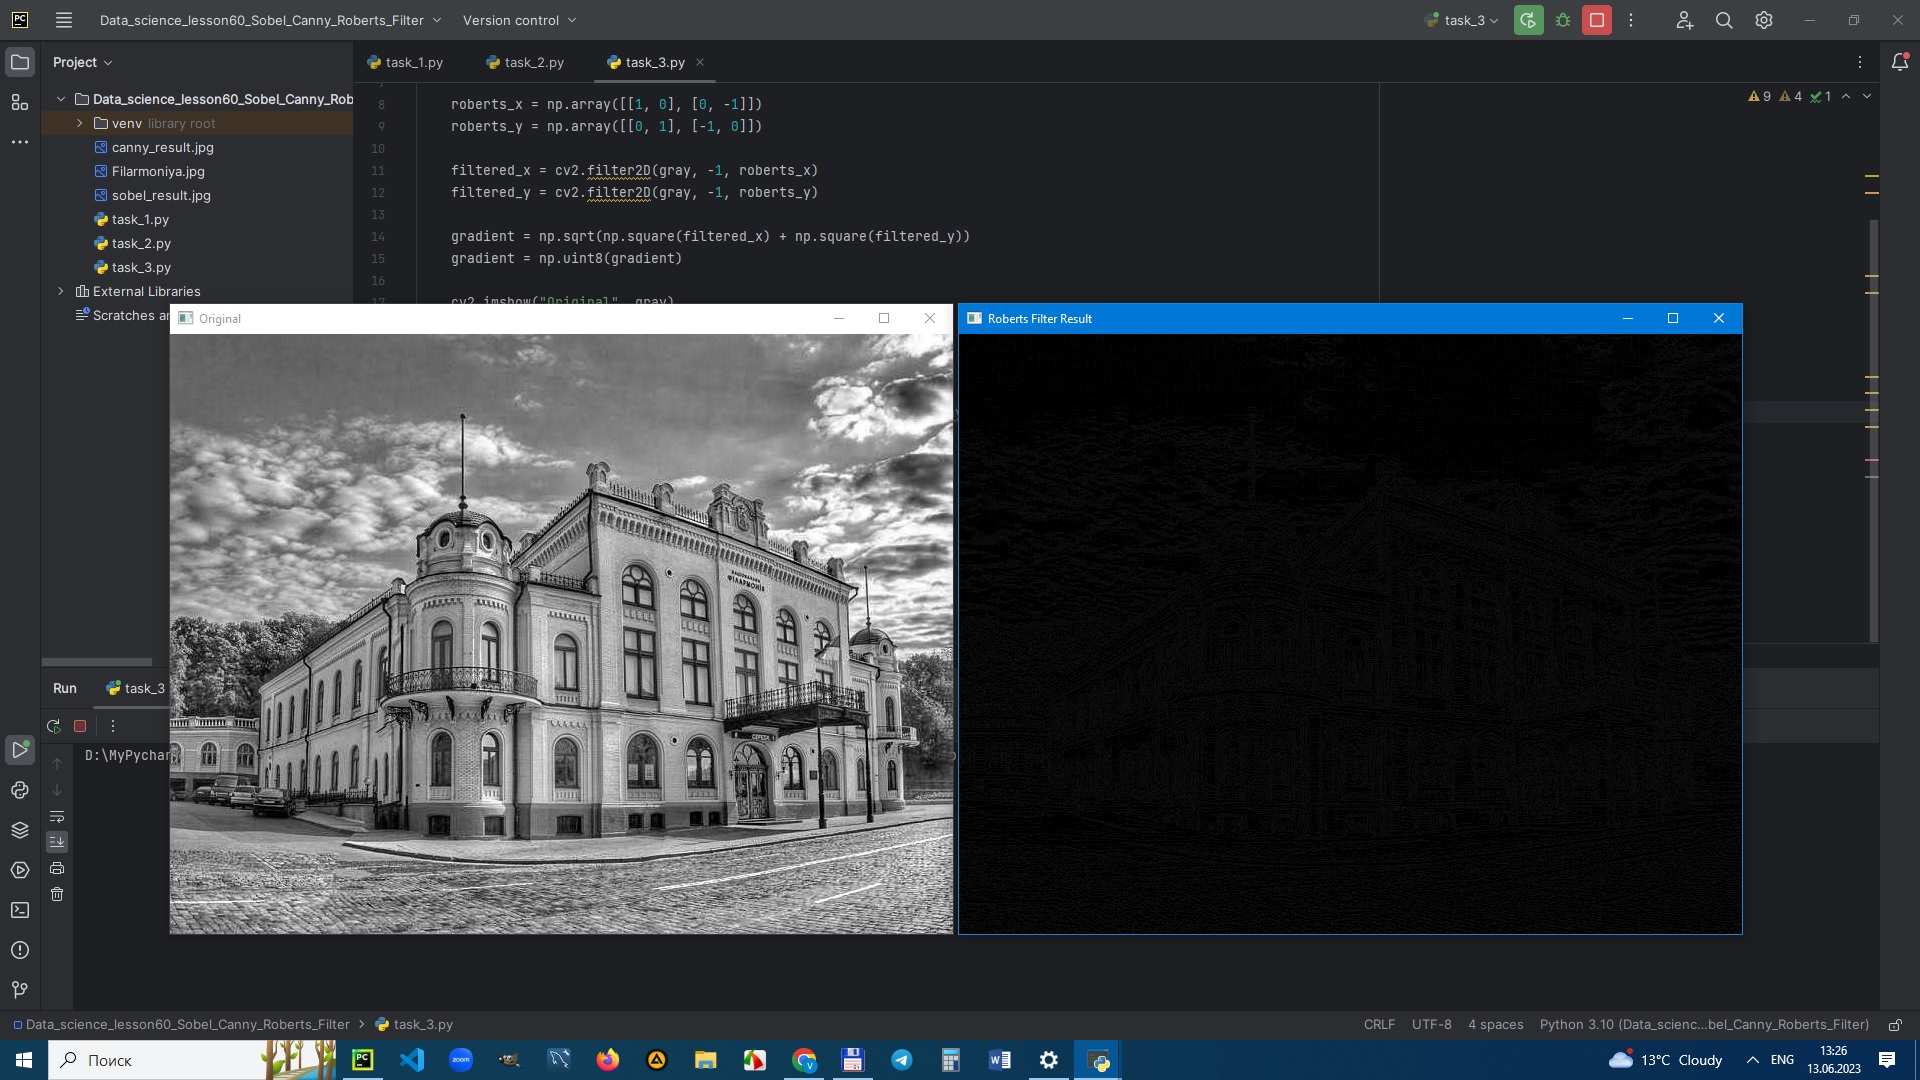 PC
Data_science_lesson60_Sobel_Canny_Roberts_Filter
Version control
task_3
Project
task_1.py
task_2.py
task_3.py
Data_science_lesson60_Sobel_Canny_Rob
venv library root
canny_result.jpg
Filarmoniya.jpg
sobel_result.jpg
task_1.py
task_2.py
task_3.py
External Libraries
Scratches a
9 4 1
8 roberts_x = np.array([[1, 0], [0, -1]])
9 roberts_y = np.array([[0, 1], [-1, 0]])
10
11 filtered_x = cv2.filter2D(gray, -1, roberts_x)
12 filtered_y = cv2.filter2D(gray, -1, roberts_y)
13
14 gradient = np.sqrt(np.square(filtered_x) + np.square(filtered_y))
15 gradient = np.uint8(gradient)
16
17 cv2.imshow("Original", gray)
Original
Roberts Filter Result
НАЦІОНАЛЬНА
ФІЛАРМОНІЯ
СЕРЕДА
Run
task_3
D:\MyPychar
Data_science_lesson60_Sobel_Canny_Roberts_Filter
task_3.py
CRLF
UTF-8
4 spaces
Python 3.10 (Data_scienc...bel_Canny_Roberts_Filter)
Поиск
PC
zoom
V
W
13°C Cloudy
ENG
13:26
13.06.2023